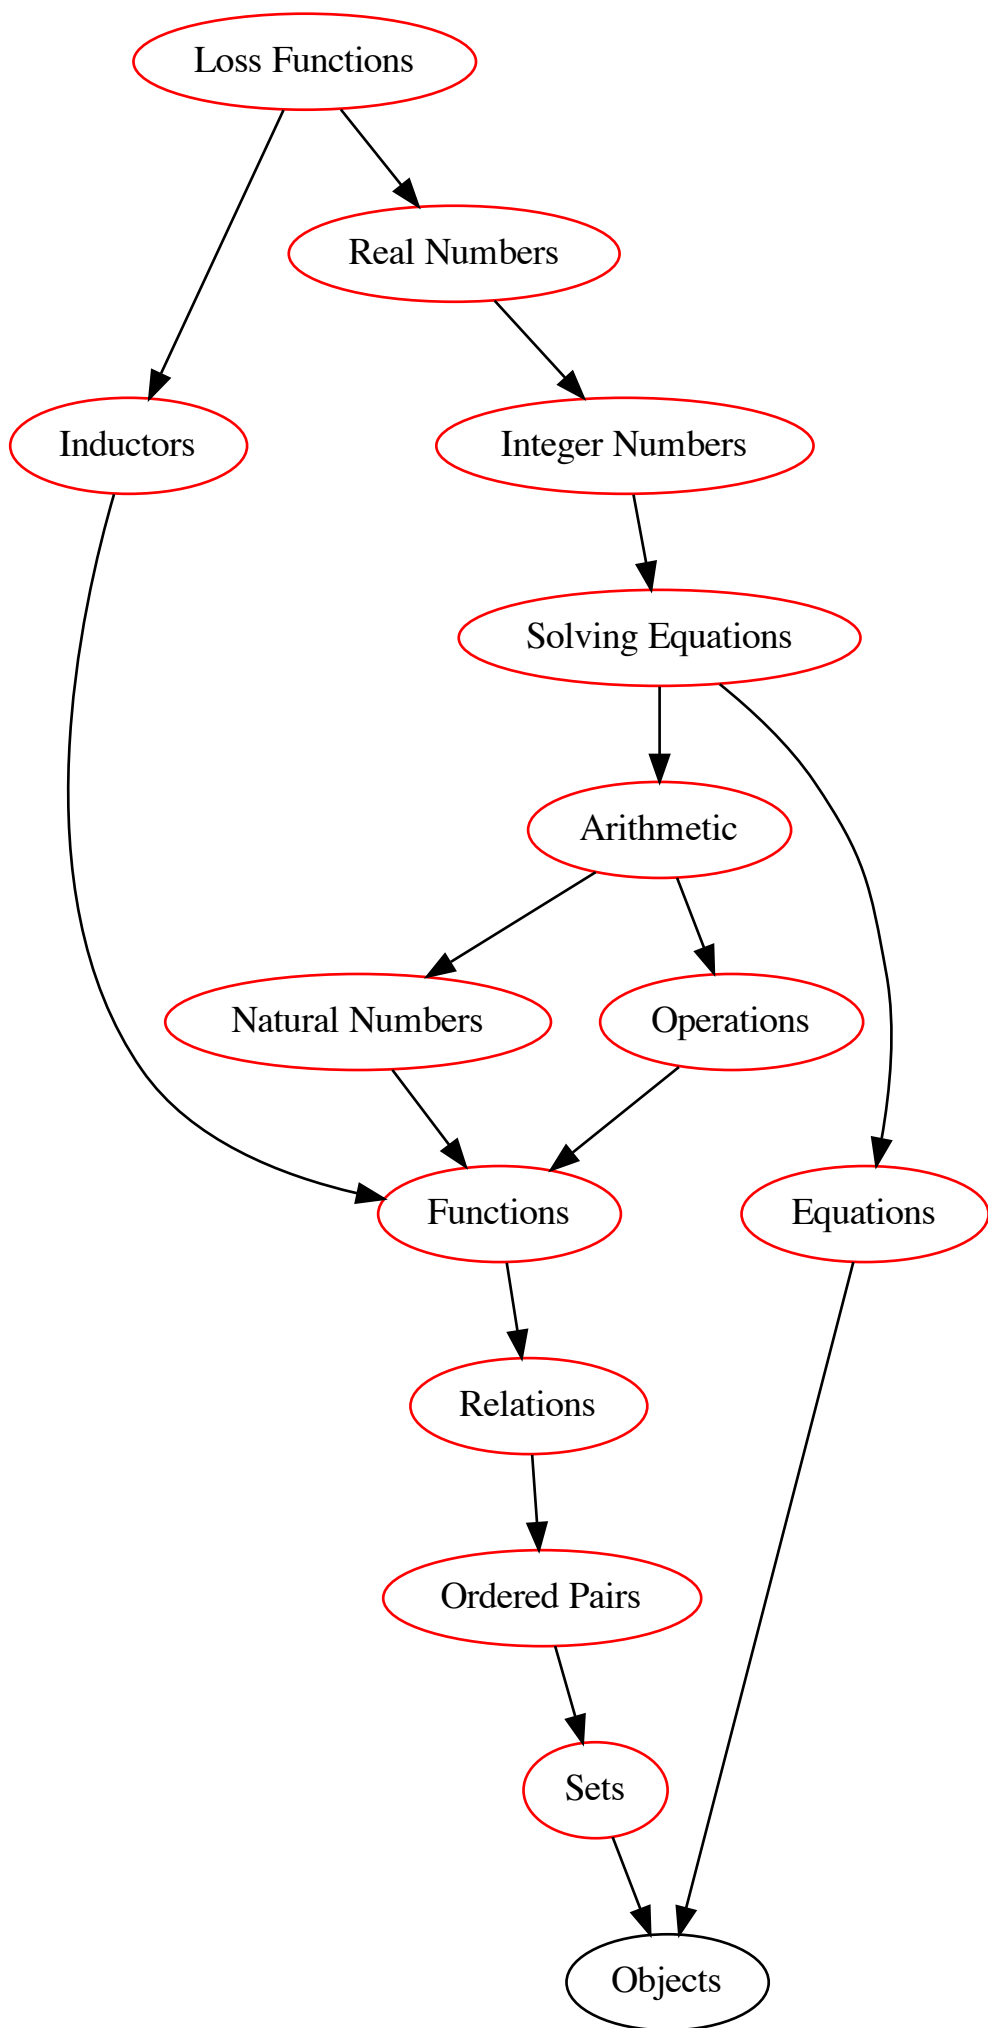 Loss Functions
Real Numbers
Inductors
Integer Numbers
Solving Equations
Arithmetic
Natural Numbers
Operations
Functions
Equations
Relations
Ordered Pairs
Sets
Objects